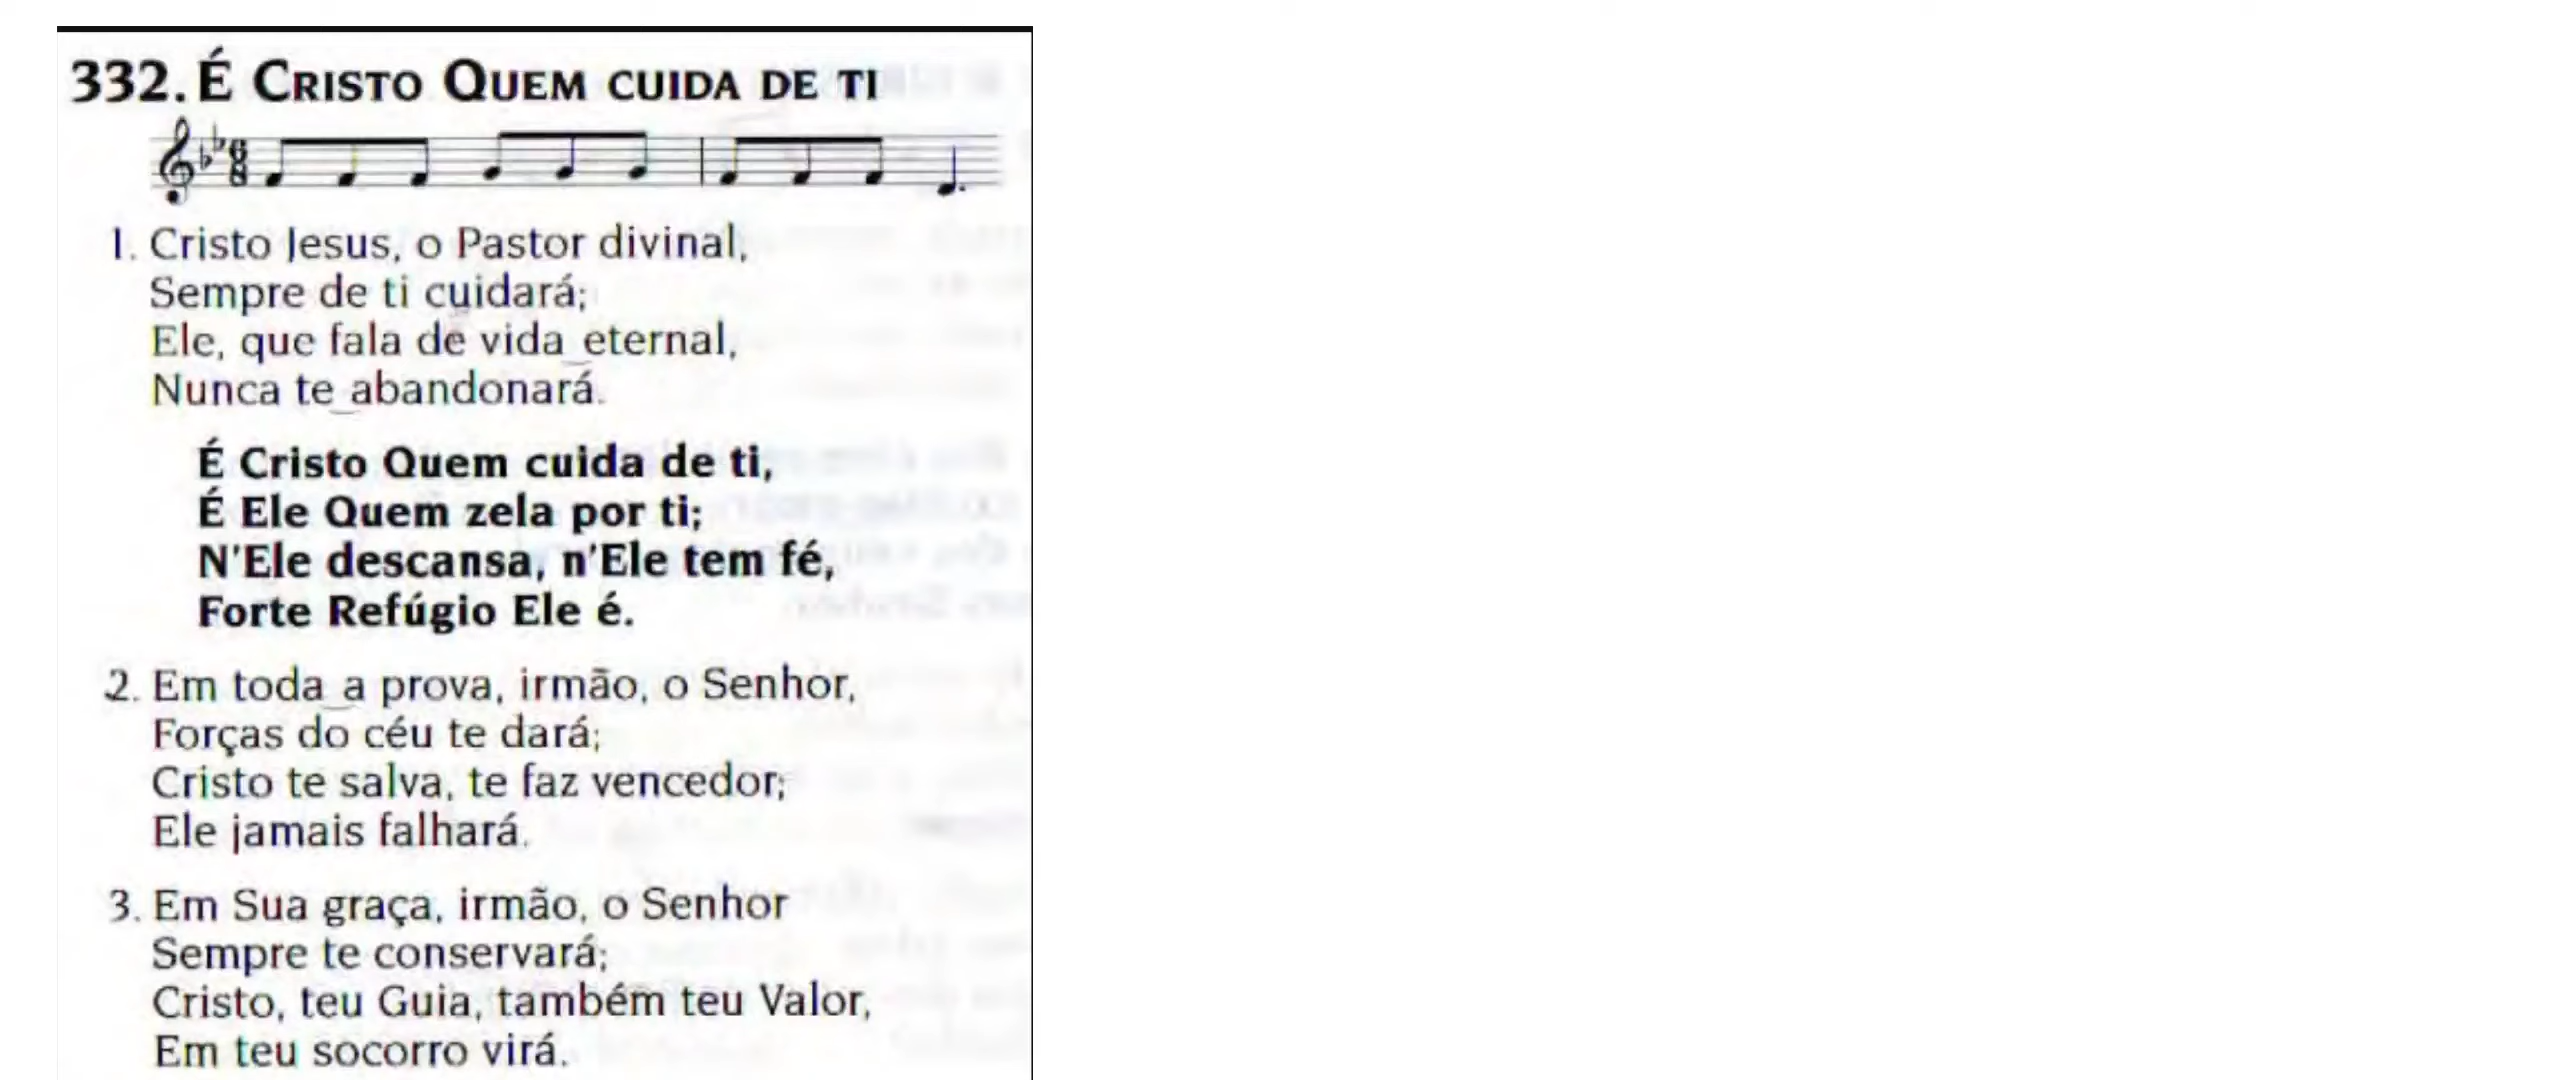 332. É CRISTO QUEM CUIDA DE TI
6
8
1. Cristo Jesus, o Pastor divinal,
Sempre de ti cuidará;
Ele, que fala de vida eternal,
Nunca te abandonará.
É Cristo Quem cuida de ti,
É Ele Quem zela por ti;
N'Ele descansa, n'Ele tem fé,
Forte Refúgio Ele é.
2. Em toda a prova, irmão, o Senhor,
Forças do céu te dará;
Cristo te salva, te faz vencedor;
Ele jamais falhará.
3. Em Sua graça, irmão, o Senhor
Sempre te conservará;
Cristo, teu Guia, também teu Valor,
Em teu socorro virá.